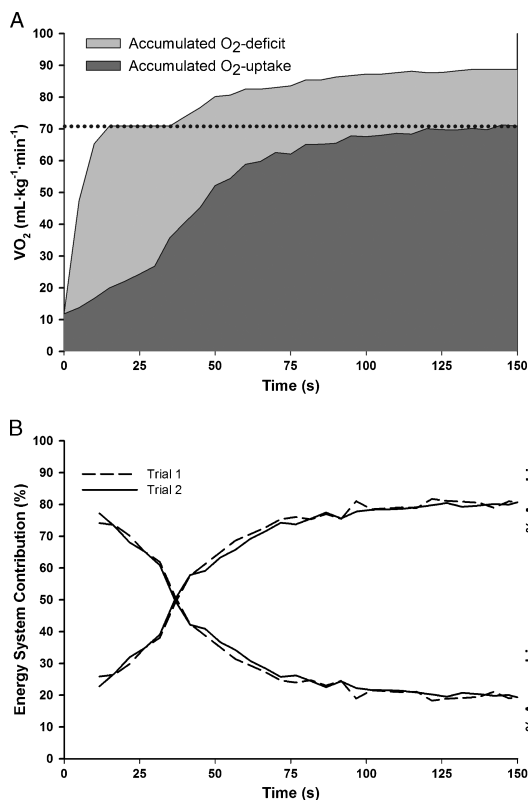 A
100
90
80
70
60
50
40
30
20
10
0
VO2 (mL·kg-1·min-1)
Accumulated O2-deficit
Accumulated O2-uptake
0 25 50 75 100 125 150
Time (s)
B
100
90
80
70
60
50
40
30
20
10
0
Energy System Contribution (%)
Trial 1
Trial 2
0 25 50 75 100 125 150
Time (s)